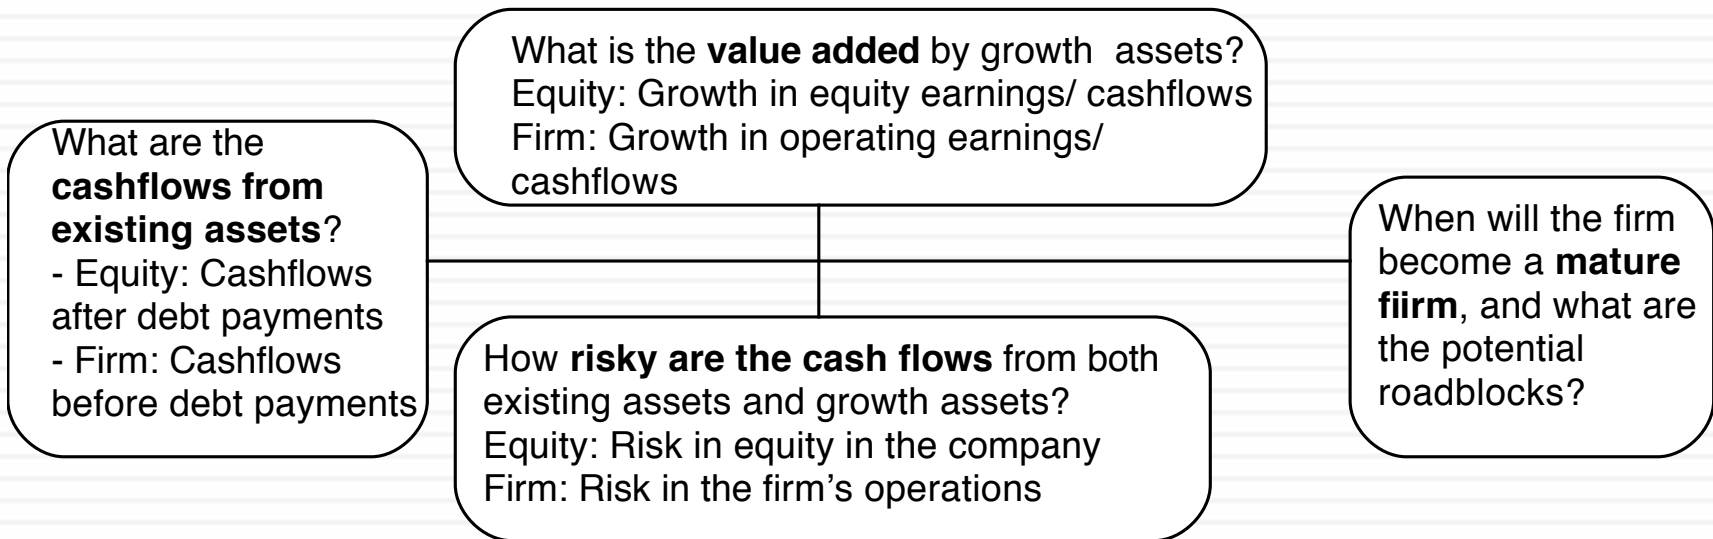 What is the value added by growth assets?
Equity: Growth in equity earnings/ cashflows
Firm: Growth in operating earnings/
cashflows
What are the
cashflows from
existing assets?
- Equity: Cashflows
after debt payments
- Firm: Cashflows
before debt payments
When will the firm
become a mature
fiirm, and what are
the potential
roadblocks?
How risky are the cash flows from both
existing assets and growth assets?
Equity: Risk in equity in the company
Firm: Risk in the firm’s operations